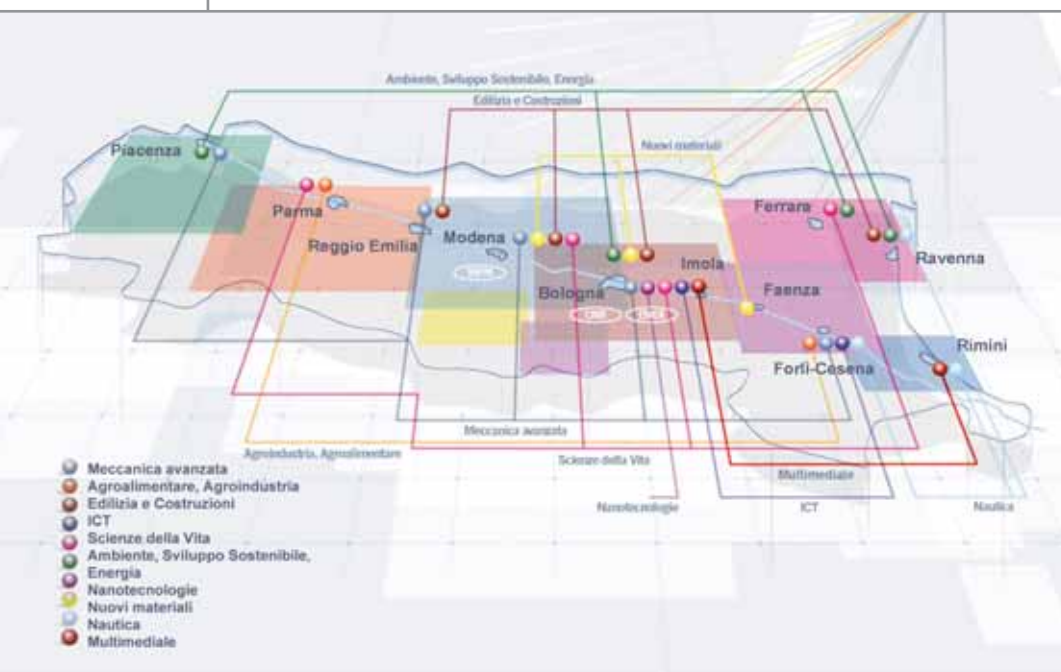 Ambiente, Sviluppo Sostenibile, Energia
Edilizia e Costruzioni
Nuovi materiali
Piacenza
Parma
Reggio Emilia
Modena
Bologna
Imola
Ferrara
Ravenna
Faenza
Forlì-Cesena
Rimini
Meccanica avanzata
Agroindustria, Agroalimentare
Scienze della Vita
Multimediale
Nanotecnologie
ICT
Nautica
Meccanica avanzata
Agroalimentare, Agroindustria
Edilizia e Costruzioni
ICT
Scienze della Vita
Ambiente, Sviluppo Sostenibile,
Energia
Nanotecnologie
Nuovi materiali
Nautica
Multimediale